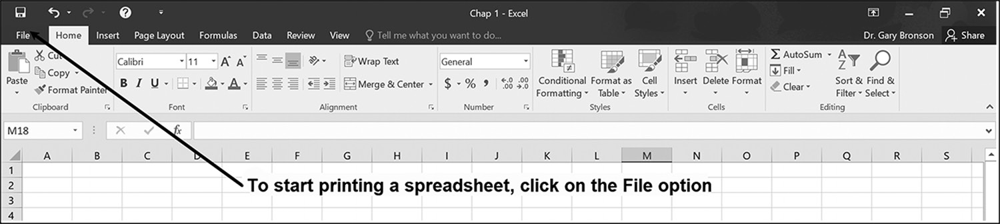 Chap 1 - Excel
File Home Insert Page Layout Formulas Data Review View Tell me what you want to do... Dr. Gary Bronson Share
Paste
Cut
Copy
Format Painter
Clipboard
Calibri 11 A A
B I U A
Font
Wrap Text
Merge & Center
Alignment
General
$ % , .00 .00
Number
Conditional Formatting
Format as Table
Cell Styles
Styles
Insert Delete Format
Cells
AutoSum
Fill
Clear
Sort & Filter
Find & Select
Editing
M18 fx
A B C D E F G H I J K L M N O P Q R S
1
2
To start printing a spreadsheet, click on the File option
3
4